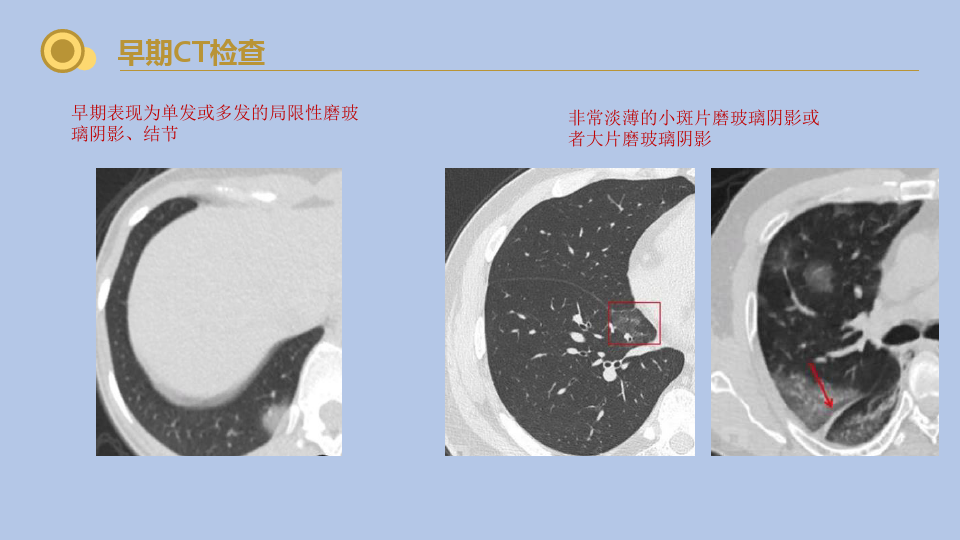 早期CT检查
早期表现为单发或多发的局限性磨玻
璃阴影、结节
非常淡薄的小斑片磨玻璃阴影或
者大片磨玻璃阴影